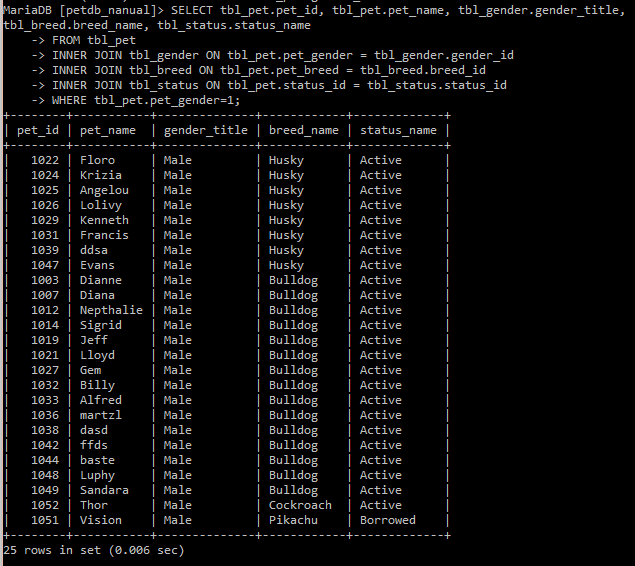 MariaDB [petdb_manual]> SELECT tbl_pet.pet_id, tbl_pet.pet_name, tbl_gender.gender_title,
tbl_breed.breed_name, tbl_status.status_name
    -> FROM tbl_pet
    -> INNER JOIN tbl_gender ON tbl_pet.pet_gender = tbl_gender.gender_id
    -> INNER JOIN tbl_breed ON tbl_pet.pet_breed = tbl_breed.breed_id
    -> INNER JOIN tbl_status ON tbl_pet.status_id = tbl_status.status_id
    -> WHERE tbl_pet.pet_gender=1;
+--------+-----------+--------------+------------+-------------+
| pet_id | pet_name  | gender_title | breed_name | status_name |
+--------+-----------+--------------+------------+-------------+
|   1022 | Floro     | Male         | Husky      | Active      |
|   1024 | Krizia    | Male         | Husky      | Active      |
|   1025 | Angelou   | Male         | Husky      | Active      |
|   1026 | Lolivy    | Male         | Husky      | Active      |
|   1029 | Kenneth   | Male         | Husky      | Active      |
|   1031 | Francis   | Male         | Husky      | Active      |
|   1039 | ddsa      | Male         | Husky      | Active      |
|   1047 | Evans     | Male         | Husky      | Active      |
|   1003 | Dianne    | Male         | Bulldog    | Active      |
|   1007 | Diana     | Male         | Bulldog    | Active      |
|   1012 | Nepthalie | Male         | Bulldog    | Active      |
|   1014 | Sigrid    | Male         | Bulldog    | Active      |
|   1019 | Jeff      | Male         | Bulldog    | Active      |
|   1021 | Lloyd     | Male         | Bulldog    | Active      |
|   1027 | Gem       | Male         | Bulldog    | Active      |
|   1032 | Billy     | Male         | Bulldog    | Active      |
|   1033 | Alfred    | Male         | Bulldog    | Active      |
|   1036 | martzl    | Male         | Bulldog    | Active      |
|   1038 | dasd      | Male         | Bulldog    | Active      |
|   1042 | ffds      | Male         | Bulldog    | Active      |
|   1044 | baste     | Male         | Bulldog    | Active      |
|   1048 | Luphy     | Male         | Bulldog    | Active      |
|   1049 | Sandara   | Male         | Bulldog    | Active      |
|   1052 | Thor      | Male         | Cockroach  | Active      |
|   1051 | Vision    | Male         | Pikachu    | Borrowed    |
+--------+-----------+--------------+------------+-------------+
25 rows in set (0.006 sec)